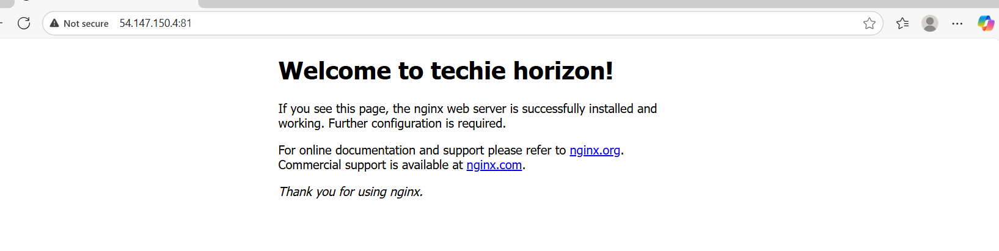 Not secure 54.147.150.4:81
Welcome to techie horizon!
If you see this page, the nginx web server is successfully installed and
working. Further configuration is required.
For online documentation and support please refer to nginx.org.
Commercial support is available at nginx.com.
Thank you for using nginx.